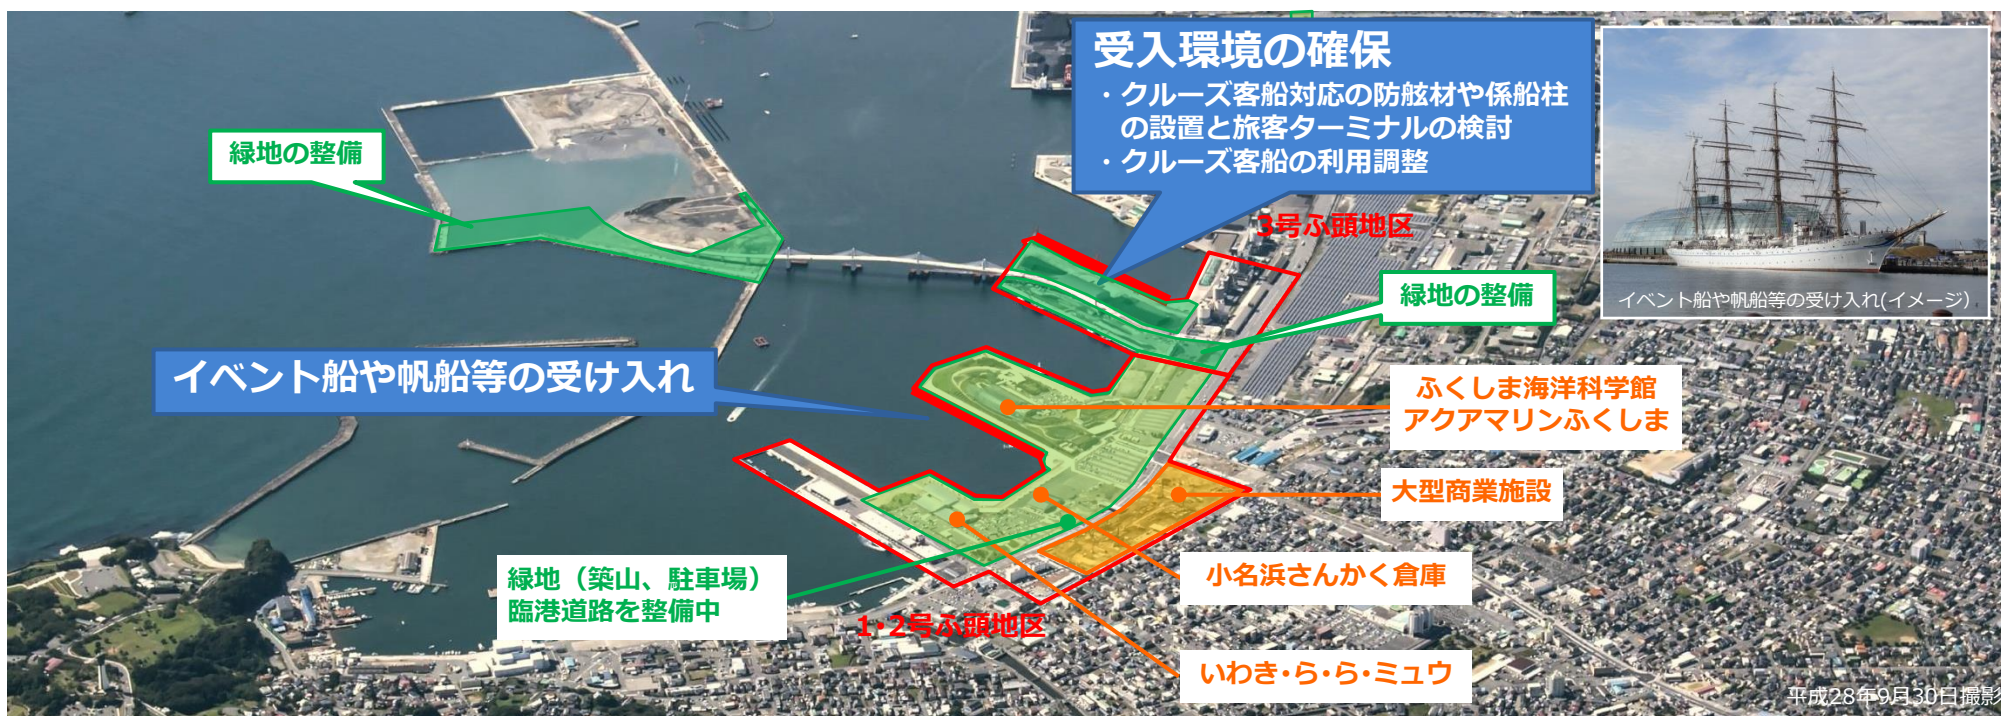 受入環境の確保
・クルーズ客船対応の防舷材や係船柱
の設置と旅客ターミナルの検討
・クルーズ客船の利用調整
緑地の整備
3号ふ頭地区
緑地の整備
イベント船や帆船等の受け入れ(イメージ)
イベント船や帆船等の受け入れ
ふくしま海洋科学館
アクアマリンふくしま
大型商業施設
緑地（築山、駐車場）
臨港道路を整備中
小名浜さんかく倉庫
1・2号ふ頭地区
いわき・ら・ら・ミュウ
平成28年9月30日撮影